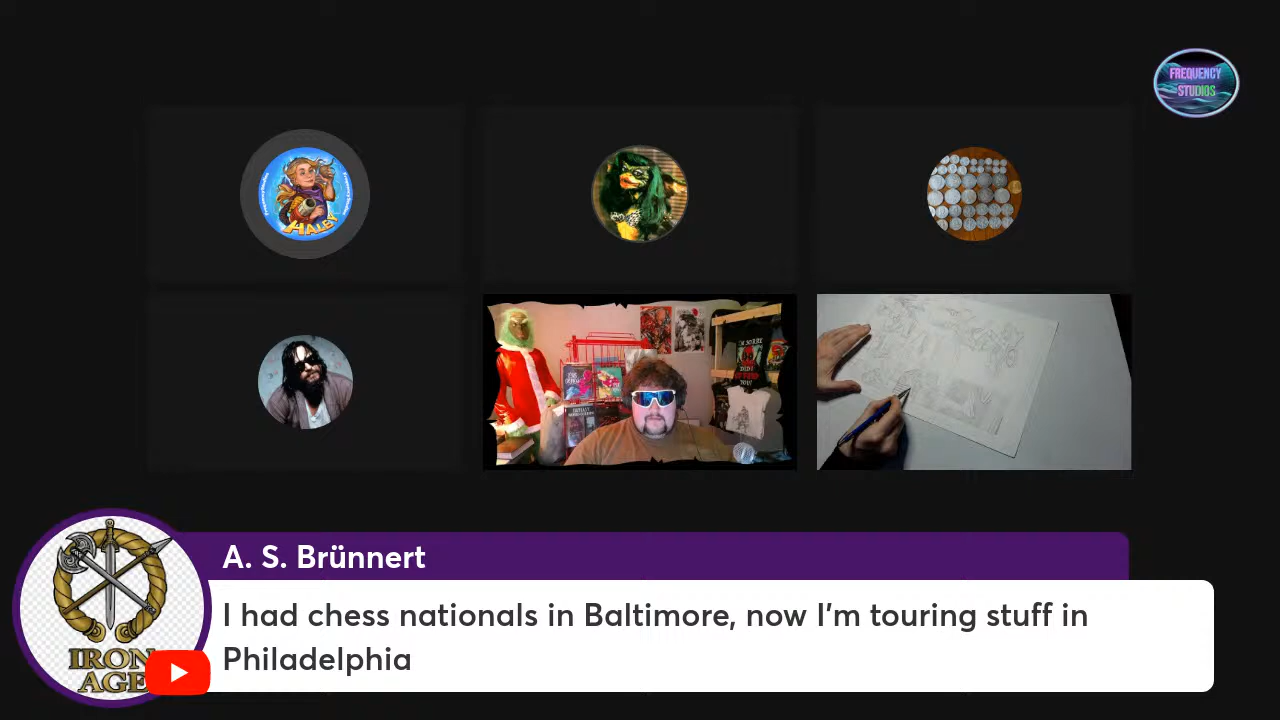 FREQUENCY
STUDIOS
HALEY
A. S. Brünnert
I had chess nationals in Baltimore, now I'm touring stuff in
Philadelphia
IRON
AGE